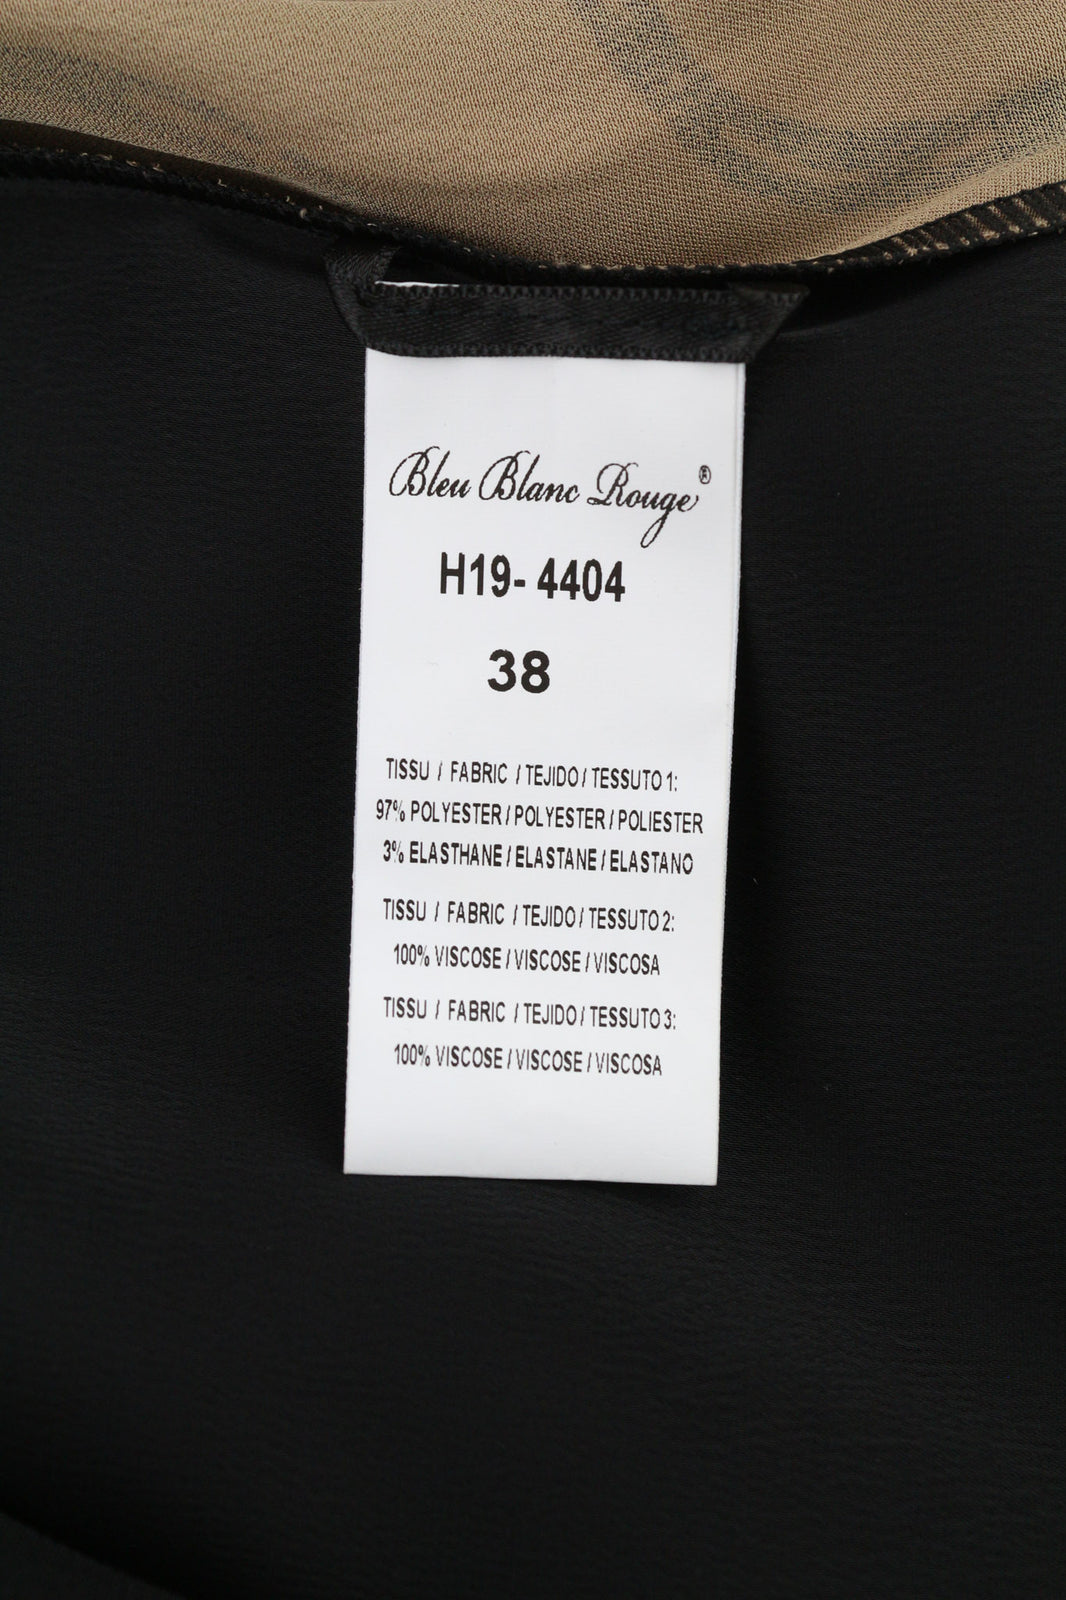 Bleu Blanc Rouge®
H19- 4404
38
TISSU / FABRIC / TEJIDO / TESSUTO 1:
97% POLYESTER / POLYESTER / POLIESTER
3% ELASTHANE / ELASTANE / ELASTANO
TISSU / FABRIC / TEJIDO / TESSUTO 2:
100% VISCOSE / VISCOSE / VISCOSA
TISSU / FABRIC / TEJIDO / TESSUTO 3:
100% VISCOSE / VISCOSE / VISCOSA